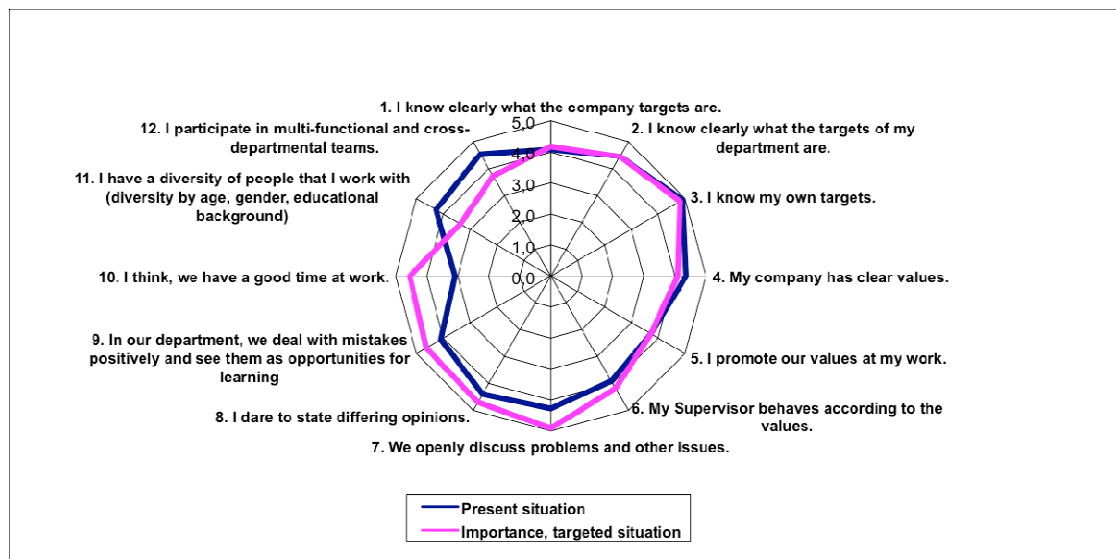 1. I know clearly what the company targets are.
5,0
12. I participate in multi-functional and cross-
departmental teams.
2. I know clearly what the targets of my
department are.
4,0
11. I have a diversity of people that I work with
(diversity by age, gender, educational
background)
3,0
3. I know my own targets.
2,0
1,0
10. I think, we have a good time at work.
0,0
4. My company has clear values.
9. In our department, we deal with mistakes
positively and see them as opportunities for
learning
5. I promote our values at my work.
8. I dare to state differing opinions.
6. My Supervisor behaves according to the
values.
7. We openly discuss problems and other issues.
Present situation
Importance, targeted situation